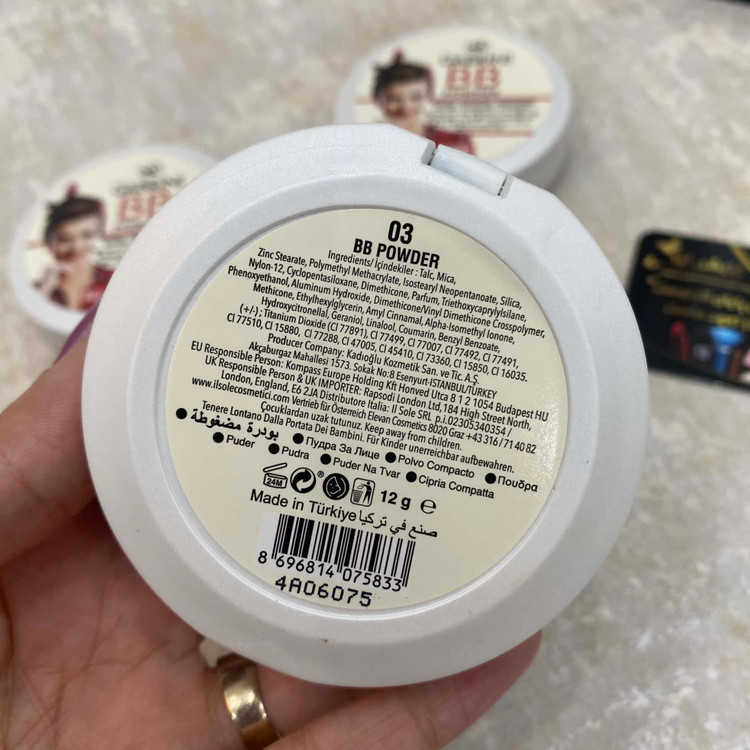 BB
BB
03
BB POWDER
Ingredients/ İçindekiler : Talc, Mica,
Zinc Stearate, Polymethyl Methacrylate, Isostearyl Neopentanoate, Silica,
Nylon-12, Cyclopentasiloxane, Dimethicone, Parfum, Triethoxycaprylylsilane,
Phenoxyethanol, Aluminum Hydroxide, Dimethicone/Vinyl Dimethicone Crosspolymer,
Methicone, Ethylhexylglycerin, Amyl Cinnamal, Alpha-Isomethyl Ionone,
Hydroxycitronellal, Geraniol, Linalool, Coumarin, Benzyl Benzoate,
(+/-) ; Titanium Dioxide (CI 77891), CI 77499, CI 77007, CI 77492, CI 77491,
CI 77510, CI 15880, CI 77288, CI 47005, CI 45410, CI 73360, CI 15850, CI 16035.
Producer Company: Kadıoğlu Kozmetik San. ve Tic. A.Ş.
Akçaburgaz Mahallesi 1573. Sokak No:8 Esenyurt-ISTANBUL/TURKEY
EU Responsible Person: Kompass Europe Holding Kft Honved Utca 8 1 2 1054 Budapest HU
UK Responsible Person & UK IMPORTER: Rapsodi London Ltd,184 High Street North,
London, England, E6 2JA Distributore Italia: Il Sole SRL p.i.02305340354 /
www.ilsolecosmetici.com Vertrieb für Österreich Elevan Cosmetics 8020 Graz +43 316/71 40 82
Çocuklardan uzak tutunuz. Keep away from children.
Tenere Lontano Dalla Portata Dei Bambini. Für Kinder unerreichbar aufbewahren.
● بودرة مضغوطة ● Пудра За Лице ● Polvo Compacto ● Πουδρα
● Puder ● Pudra ● Puder Na Tvar ● Cipria Compatta
24M 12 g e
Made in Türkiye صنع في تركيا
8 696814 075833
4A06075